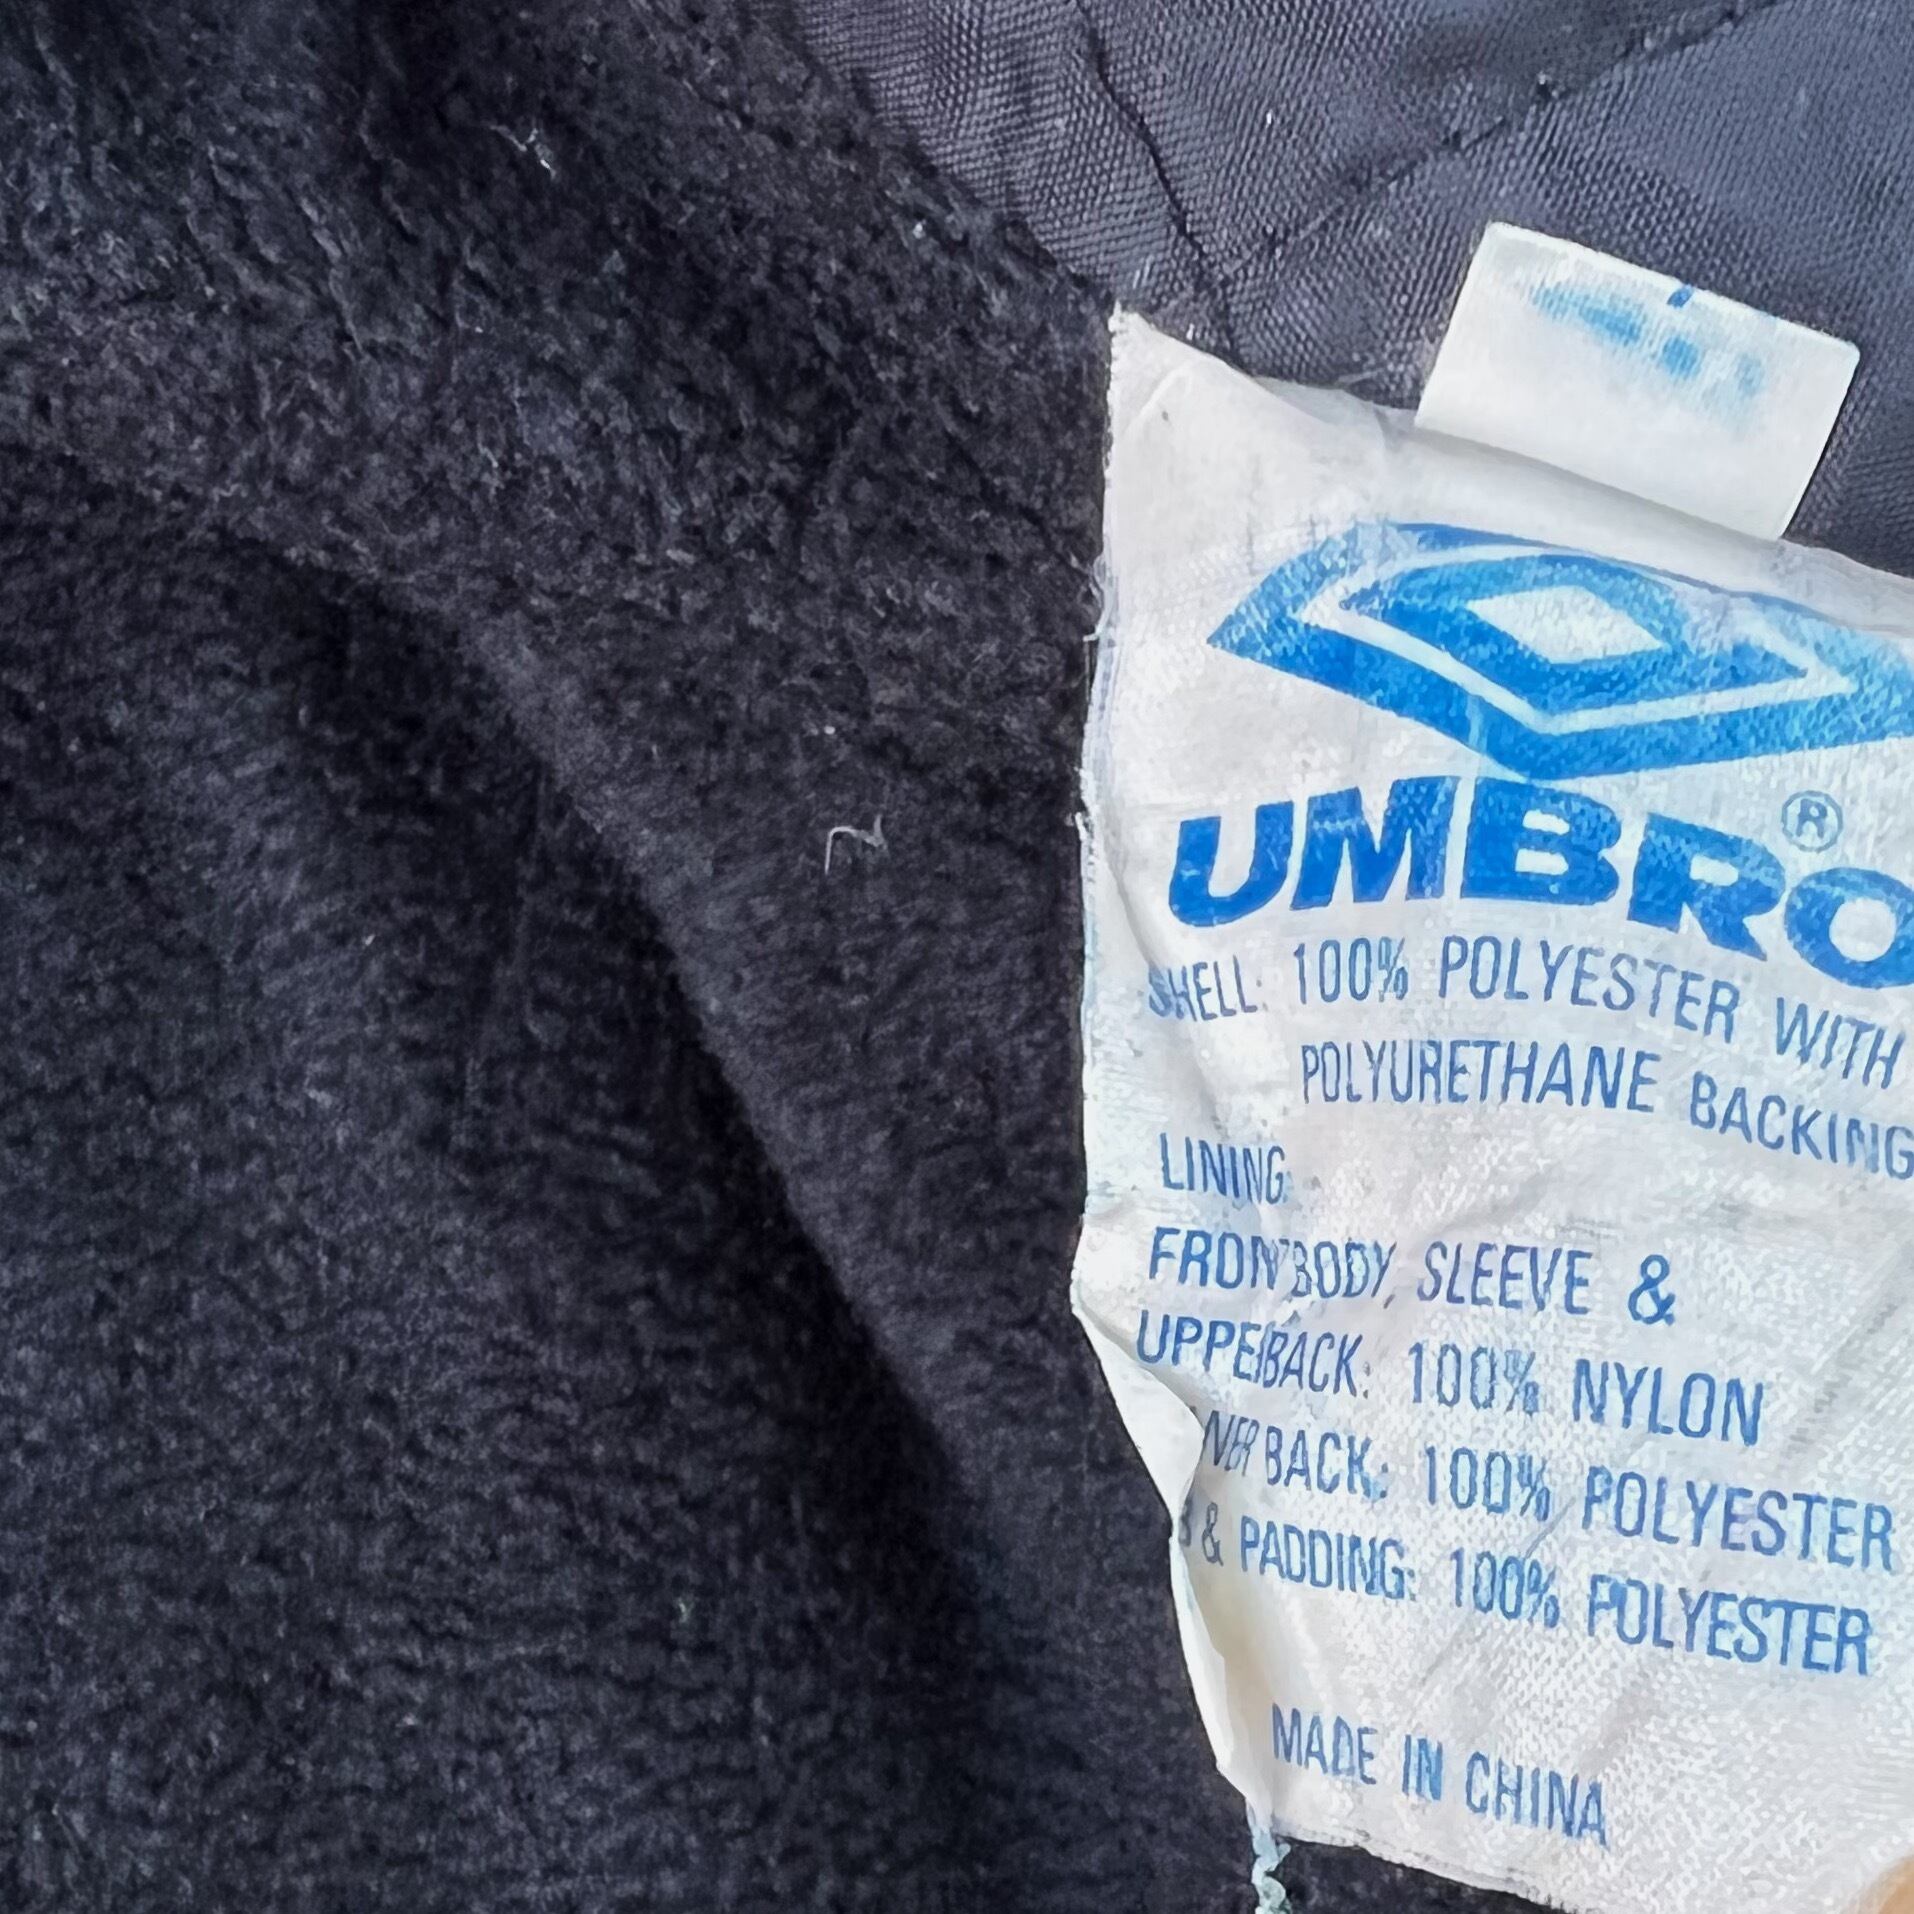 UMBRO®
SHELL: 100% POLYESTER WITH
POLYURETHANE BACKING
LINING:
FRONT BODY, SLEEVE &
UPPER BACK: 100% NYLON
BACK: 100% POLYESTER
& PADDING: 100% POLYESTER
MADE IN CHINA